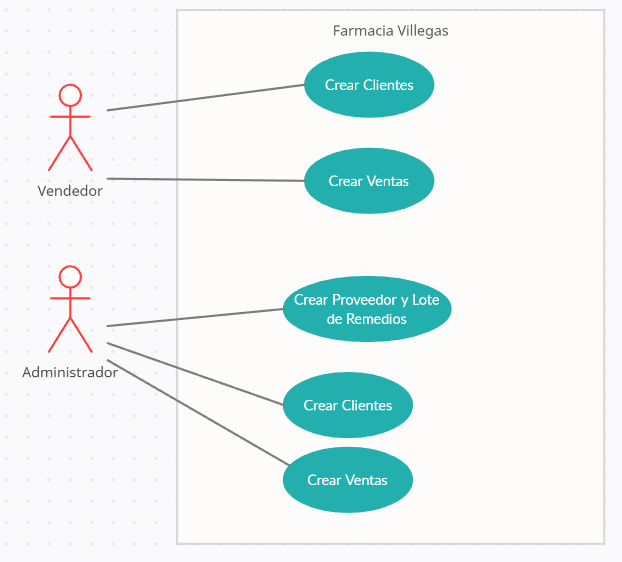 Farmacia Villegas
Crear Clientes
Vendedor
Crear Ventas
Crear Proveedor y Lote
de Remedios
Administrador
Crear Clientes
Crear Ventas